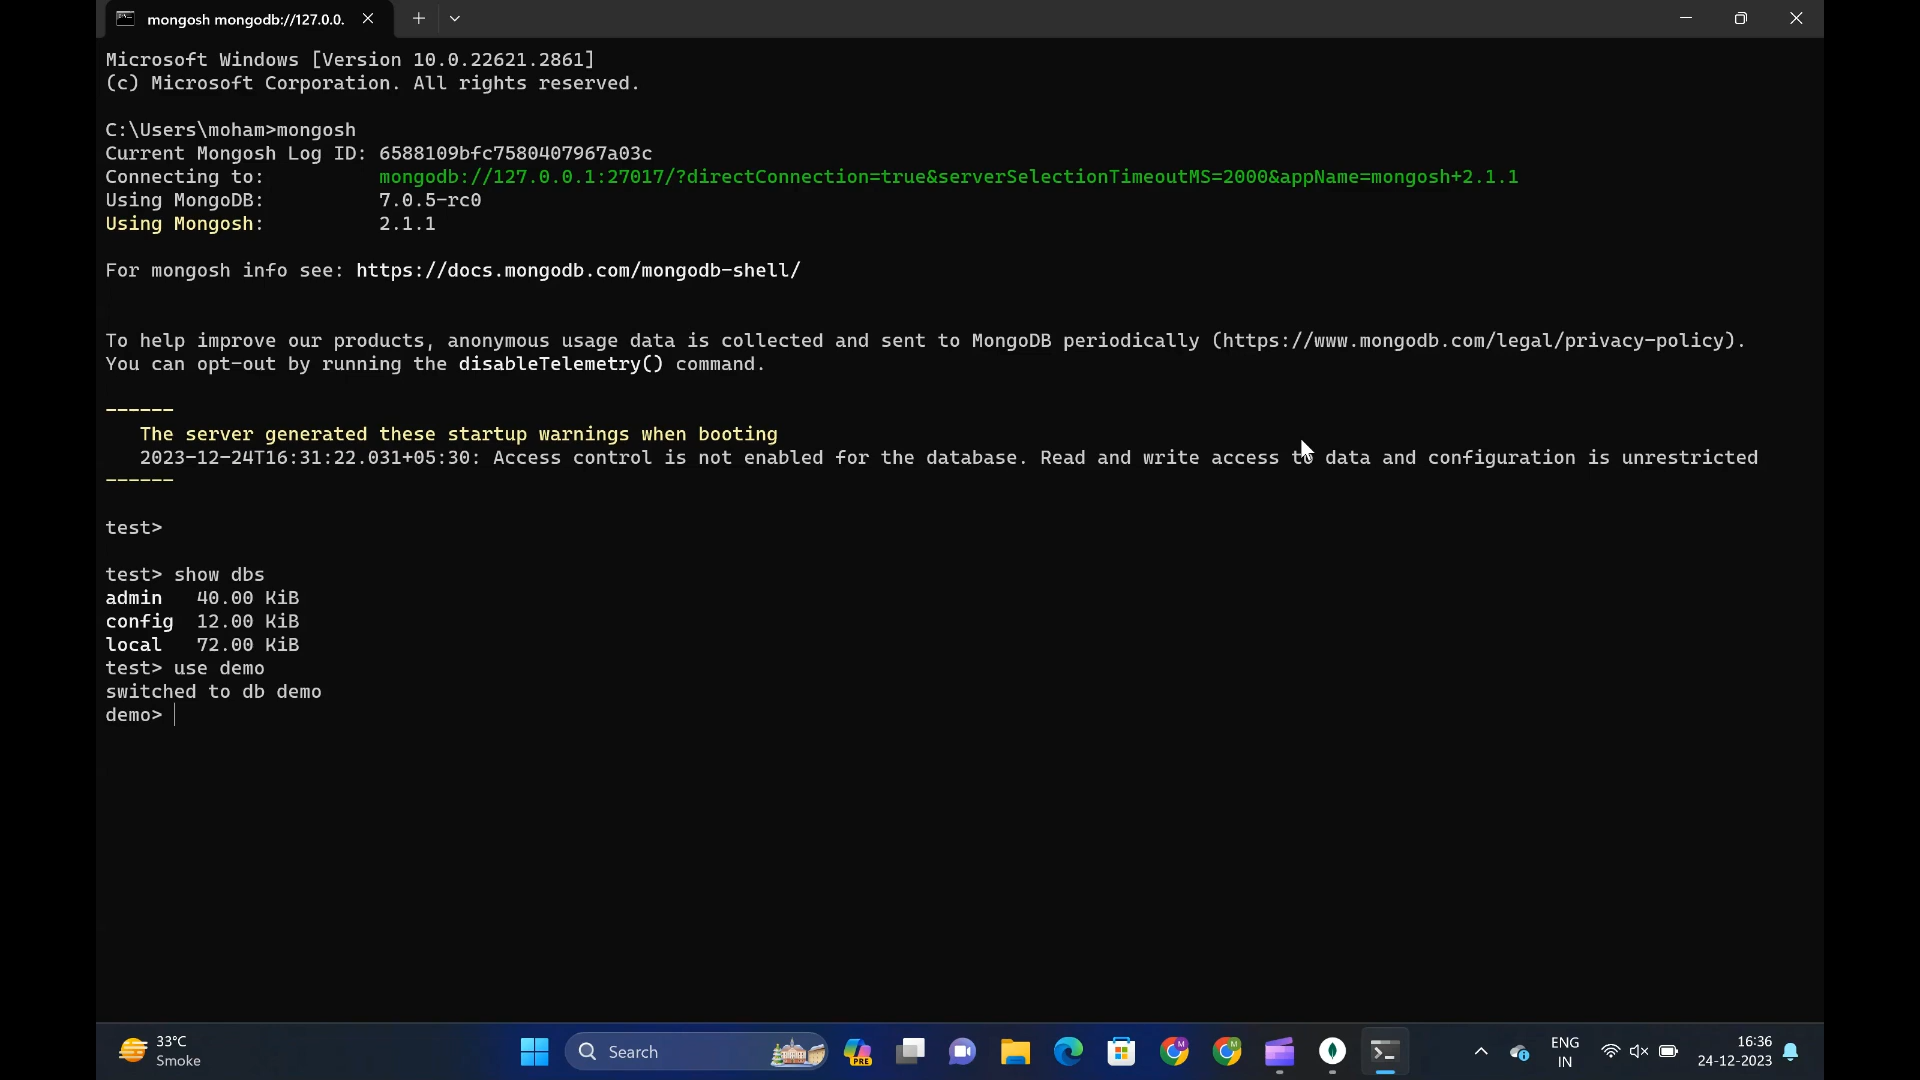 mongosh mongodb://127.0.0.
Microsoft Windows [Version 10.0.22621.2861]
(c) Microsoft Corporation. All rights reserved.
C:\Users\moham>mongosh
Current Mongosh Log ID: 6588109bfc7580407967a03c
Connecting to: mongodb://127.0.0.1:27017/?directConnection=true&serverSelectionTimeoutMS=2000&appName=mongosh+2.1.1
Using MongoDB: 7.0.5-rc0
Using Mongosh: 2.1.1
For mongosh info see: https://docs.mongodb.com/mongodb-shell/
To help improve our products, anonymous usage data is collected and sent to MongoDB periodically (https://www.mongodb.com/legal/privacy-policy).
You can opt-out by running the disableTelemetry() command.
------
The server generated these startup warnings when booting
2023-12-24T16:31:22.031+05:30: Access control is not enabled for the database. Read and write access to data and configuration is unrestricted
------
test>
test> show dbs
admin 40.00 KiB
config 12.00 KiB
local 72.00 KiB
test> use demo
switched to db demo
demo>
33°C
Smoke
Search
PRE
M
M
ENG
IN
16:36
24-12-2023